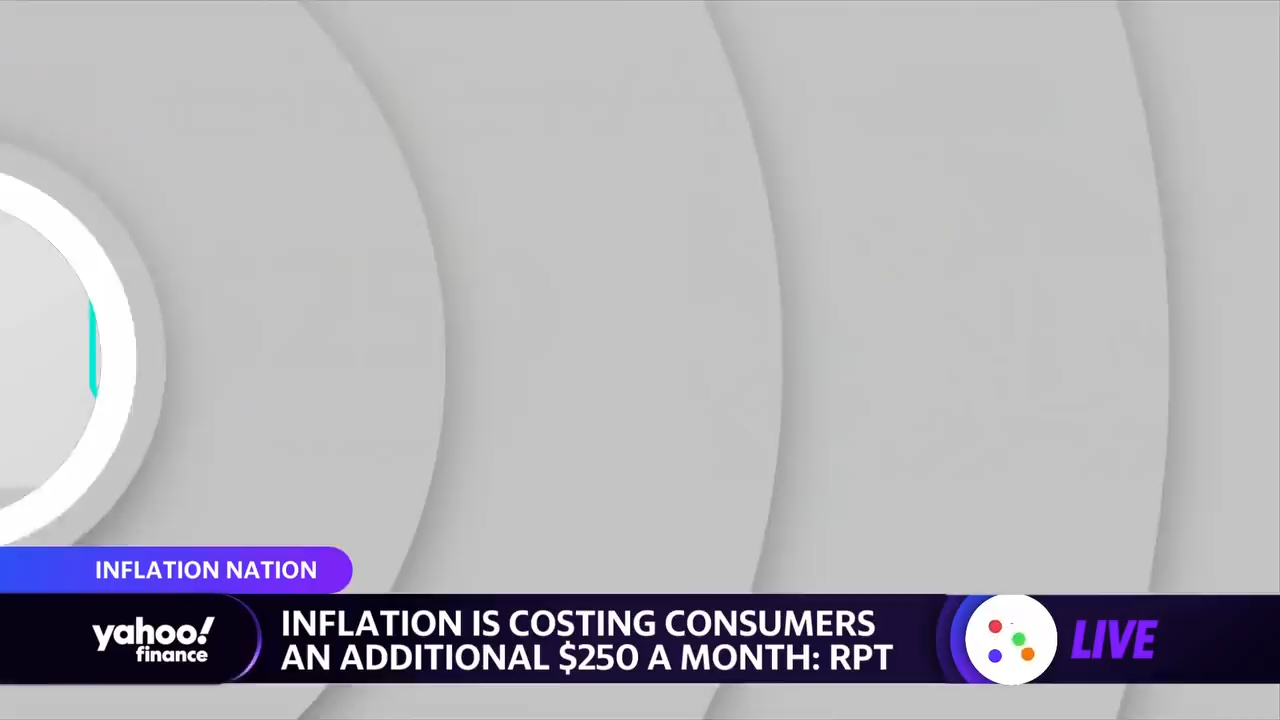 INFLATION NATION
yahoo!
finance
INFLATION IS COSTING CONSUMERS
AN ADDITIONAL $250 A MONTH: RPT
LIVE